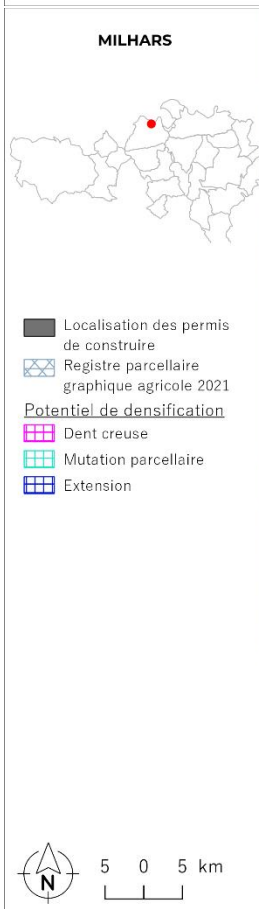 MILHARS
Localisation des permis
de construire
Registre parcellaire
graphique agricole 2021
Potentiel de densification
Dent creuse
Mutation parcellaire
Extension
N
5 0 5 km